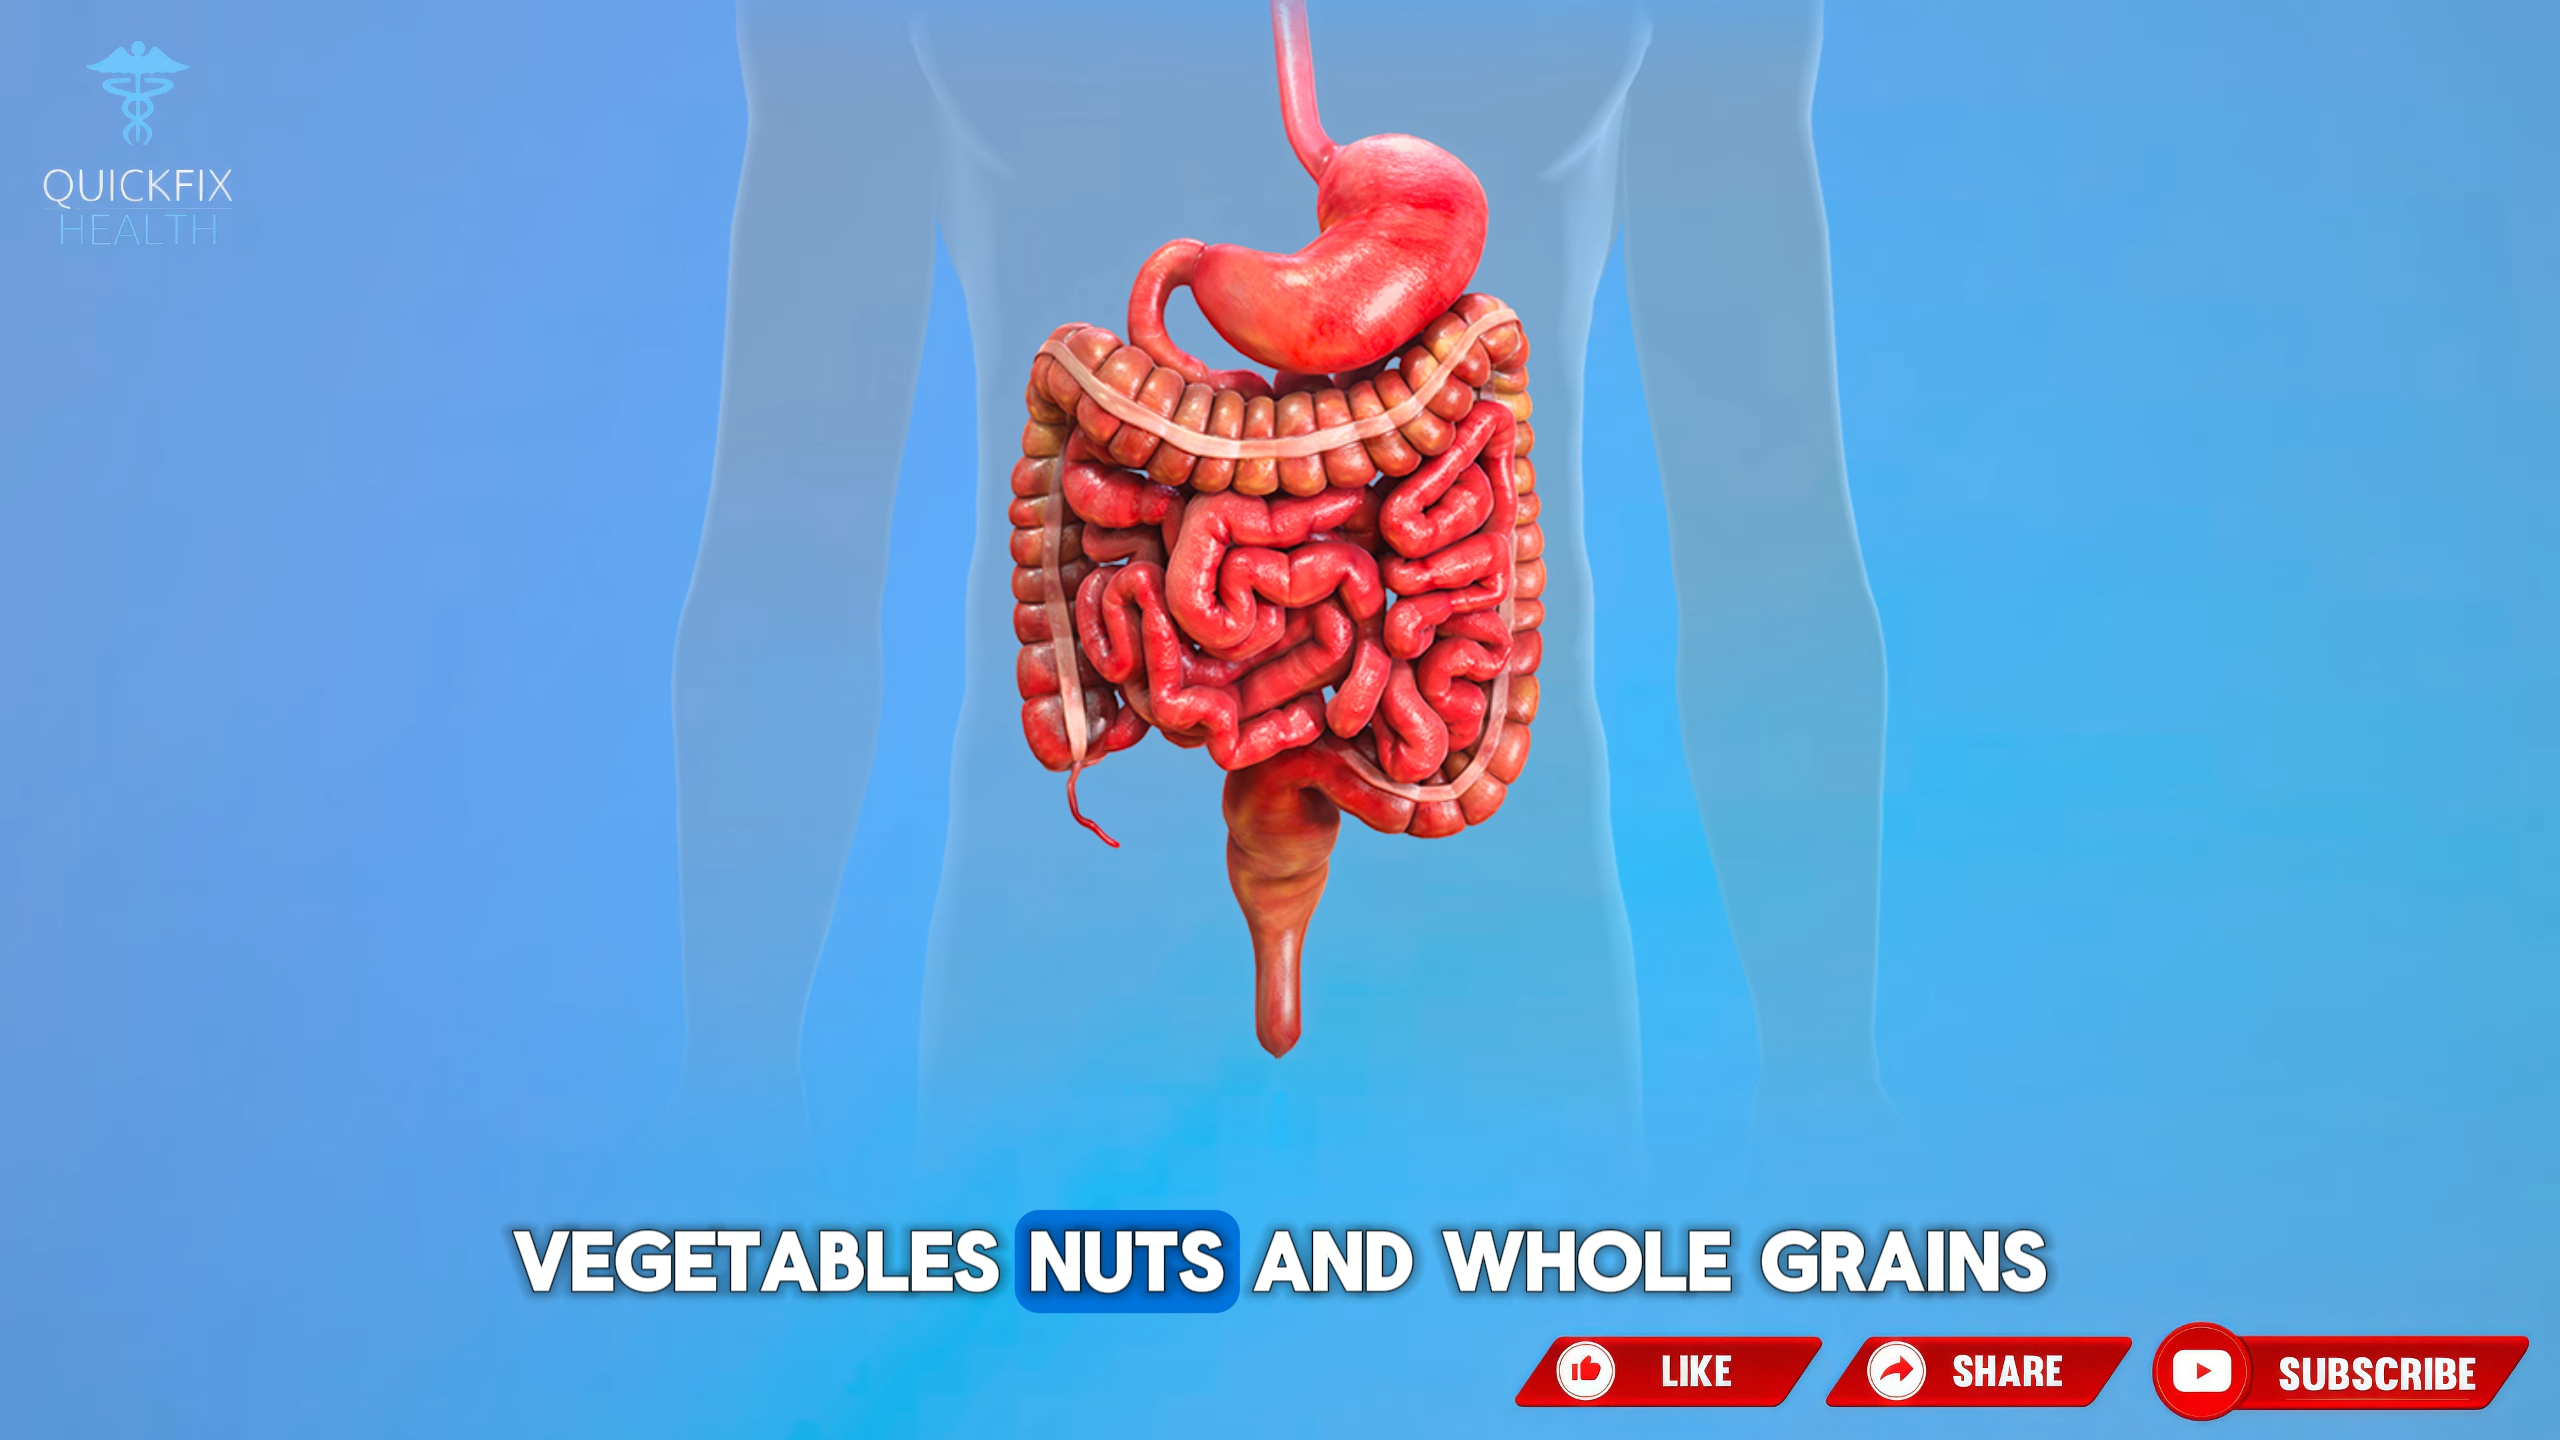 QUICKFIX
HEALTH
VEGETABLES NUTS AND WHOLE GRAINS
LIKE
SHARE
SUBSCRIBE